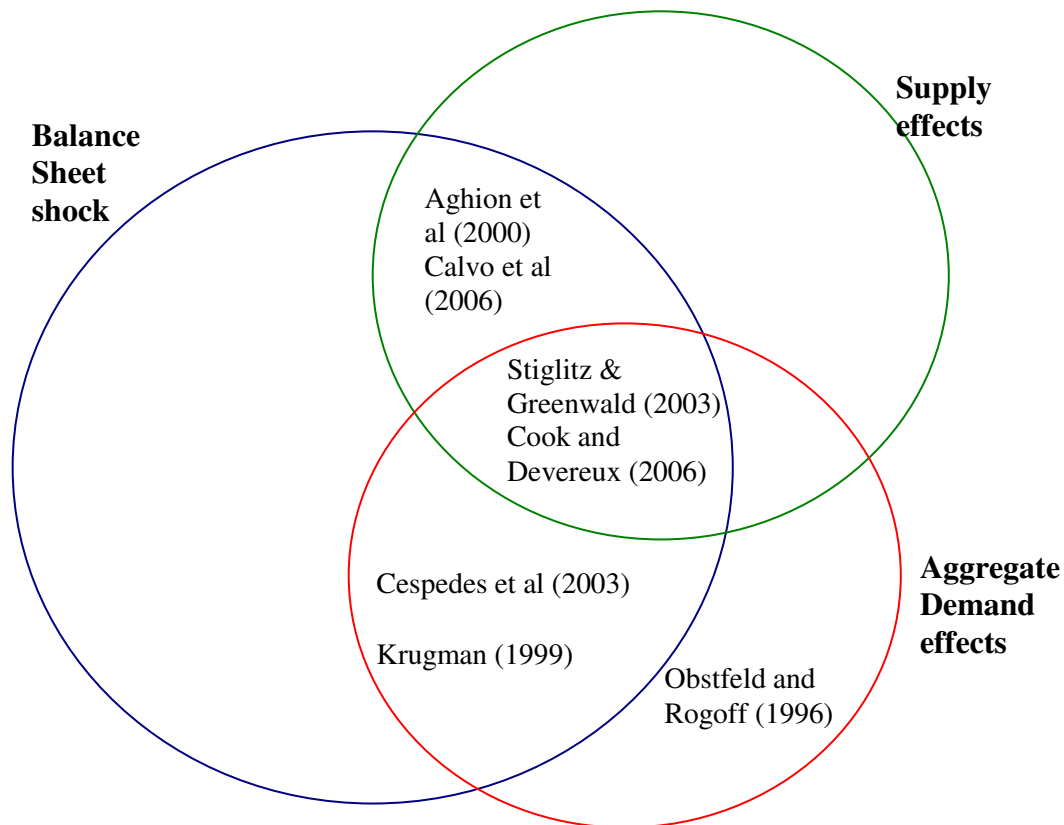 Supply
effects
Balance
Sheet
shock
Aghion et
al (2000)
Calvo et al
(2006)
Stiglitz &
Greenwald (2003)
Cook and
Devereux (2006)
Cespedes et al (2003)
Krugman (1999)
Aggregate
Demand
effects
Obstfeld and
Rogoff (1996)